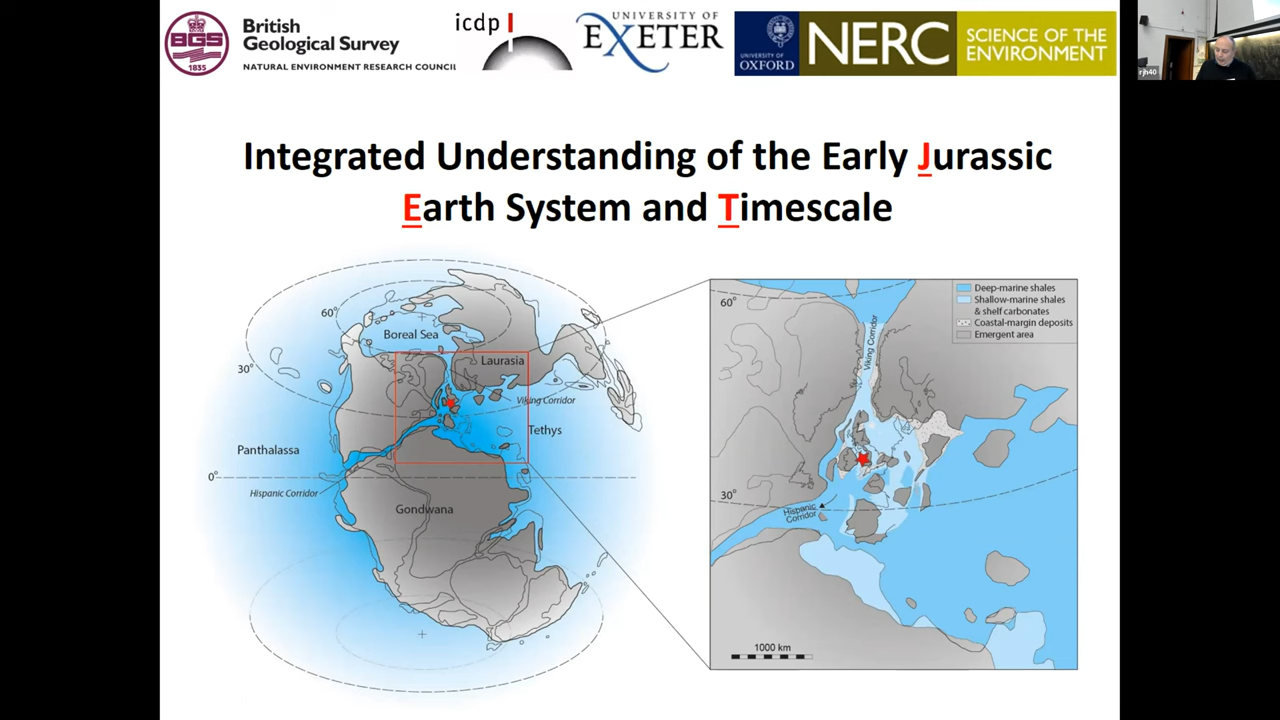 BGS
1835
British
Geological Survey
NATURAL ENVIRONMENT RESEARCH COUNCIL
icdp
UNIVERSITY OF
EXETER
UNIVERSITY OF
OXFORD
NERC
SCIENCE OF THE
ENVIRONMENT
rjh40
Integrated Understanding of the Early Jurassic
Earth System and Timescale
60°
Boreal Sea
30°
Laurasia
Viking Corridor
Tethys
Panthalassa
0°
Hispanic Corridor
Gondwana
60°
Deep-marine shales
Shallow-marine shales
& shelf carbonates
Coastal-margin deposits
Emergent area
Viking Corridor
30°
Hispanic
Corridor
1000 km